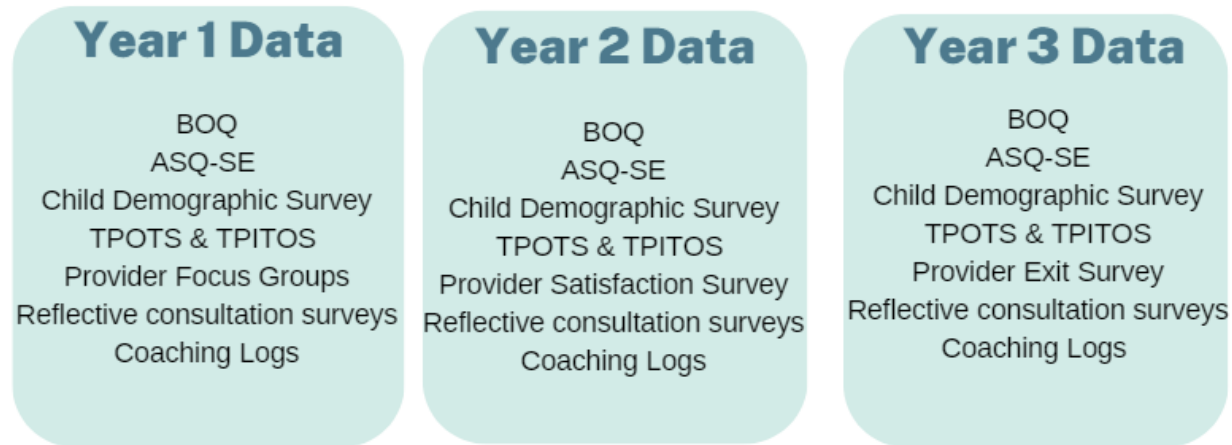 Year 1 Data
BOQ
ASQ-SE
Child Demographic Survey
TPOTS & TPITOS
Provider Focus Groups
Reflective consultation surveys
Coaching Logs
Year 2 Data
BOQ
ASQ-SE
Child Demographic Survey
TPOTS & TPITOS
Provider Satisfaction Survey
Reflective consultation surveys
Coaching Logs
Year 3 Data
BOQ
ASQ-SE
Child Demographic Survey
TPOTS & TPITOS
Provider Exit Survey
Reflective consultation surveys
Coaching Logs